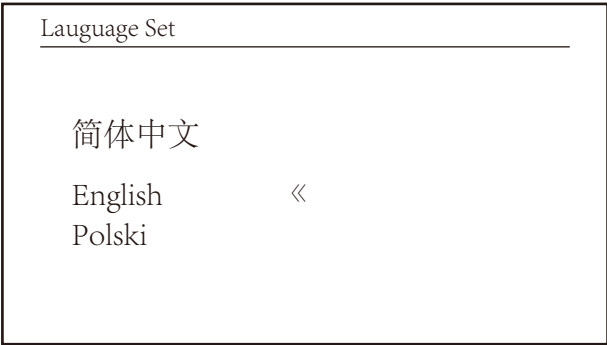 Lauguage Set
简体中文
English 《
Polski